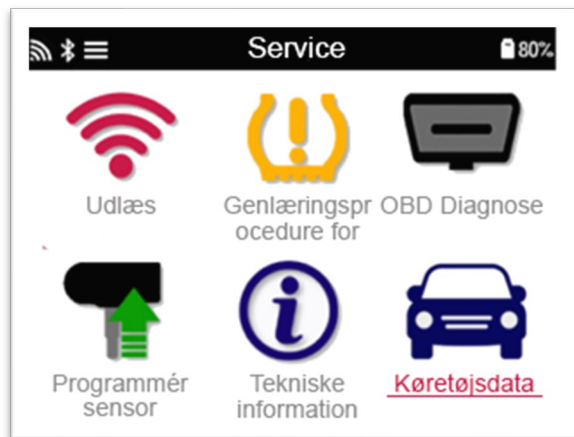 Service
80%
Udlæs
Genlæringspr
ocedure for
OBD Diagnose
Programmér
sensor
Tekniske
information
Køretøjsdata